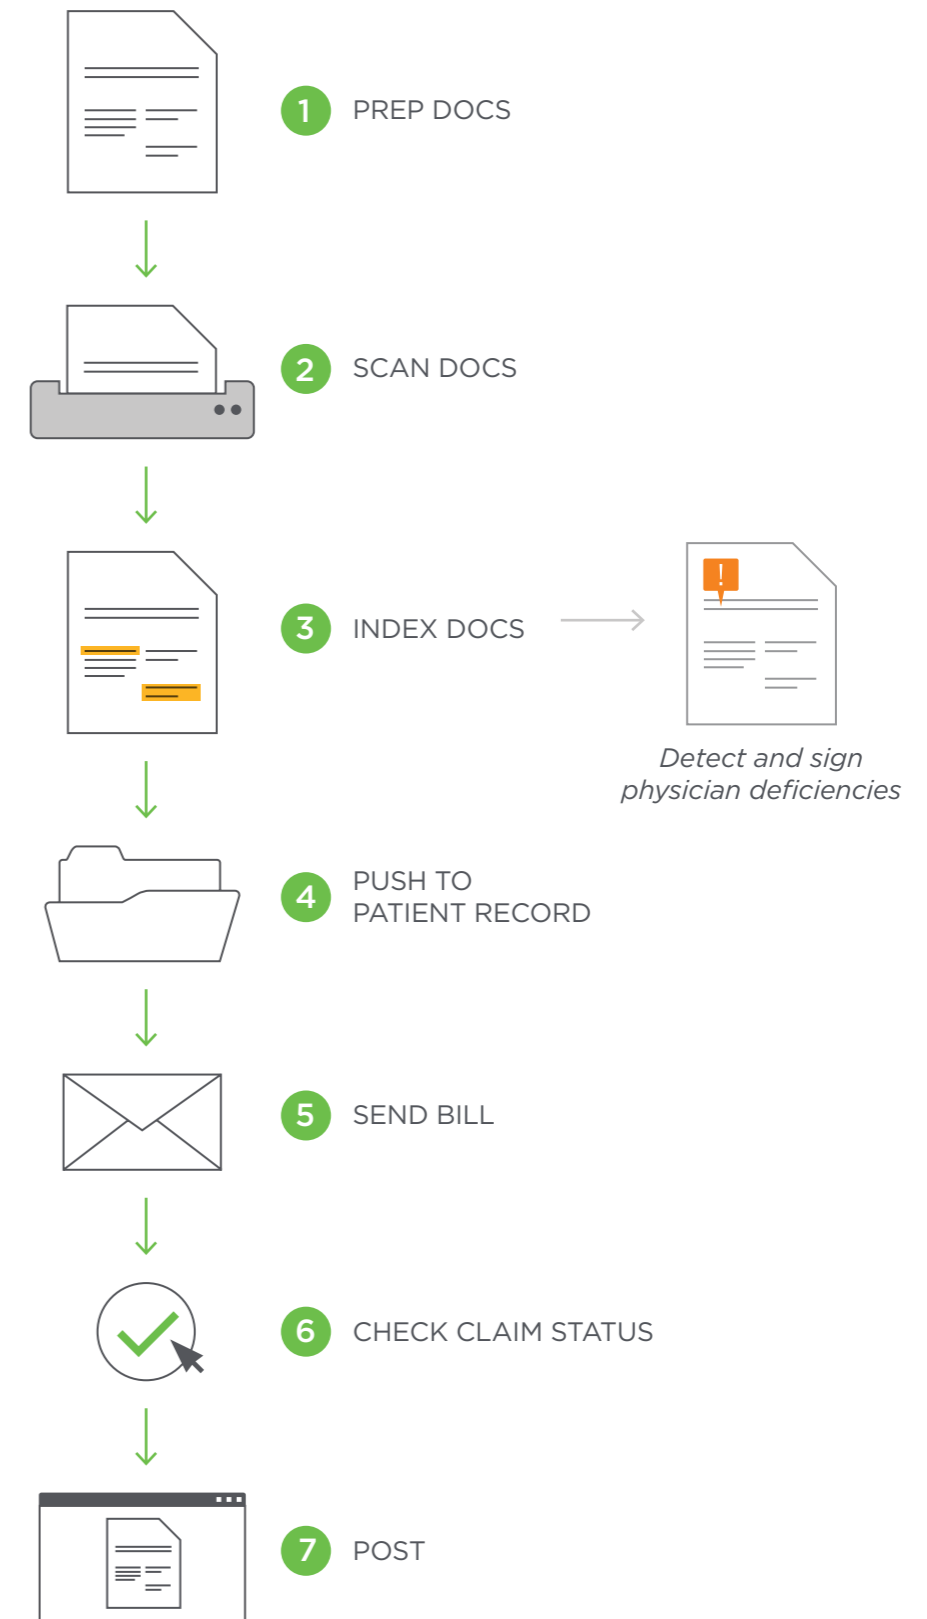 1 PREP DOCS
2 SCAN DOCS
3 INDEX DOCS
!
Detect and sign
physician deficiencies
4 PUSH TO
PATIENT RECORD
5 SEND BILL
6 CHECK CLAIM STATUS
7 POST